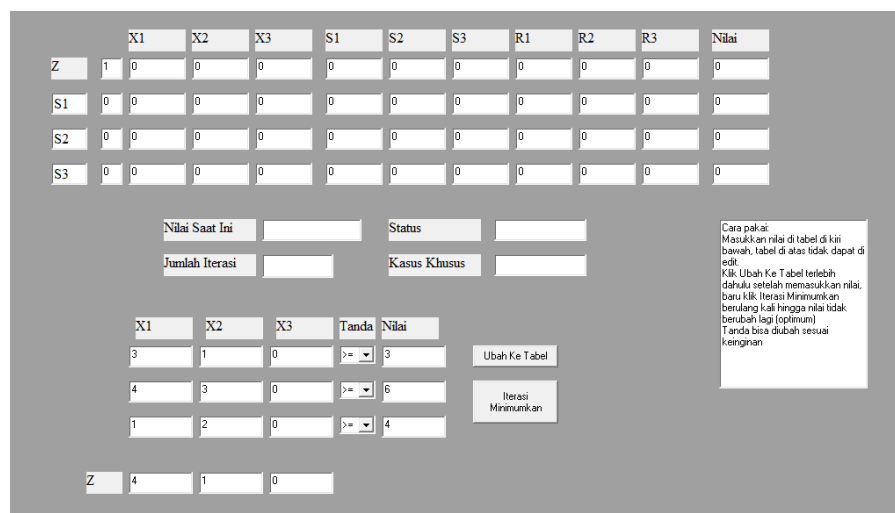 X1 X2 X3 S1 S2 S3 R1 R2 R3 Nilai
Z 1 0 0 0 0 0 0 0 0 0 0
S1 0 0 0 0 0 0 0 0 0 0 0
S2 0 0 0 0 0 0 0 0 0 0 0
S3 0 0 0 0 0 0 0 0 0 0 0
Nilai Saat Ini Status
Jumlah Iterasi Kasus Khusus
Cara pakai:
Masukkan nilai di tabel di kiri
bawah, tabel di atas tidak dapat di
edit.
Klik Ubah Ke Tabel terlebih
dahulu setelah memasukkan nilai,
baru klik Iterasi Minimumkan
berulang kali hingga nilai tidak
berubah lagi (optimum)
Tanda bisa diubah sesuai
keinginan
X1 X2 X3 Tanda Nilai
3 1 0 >= 3 Ubah Ke Tabel
4 3 0 >= 6
Iterasi
Minimumkan
1 2 0 >= 4
Z 4 1 0